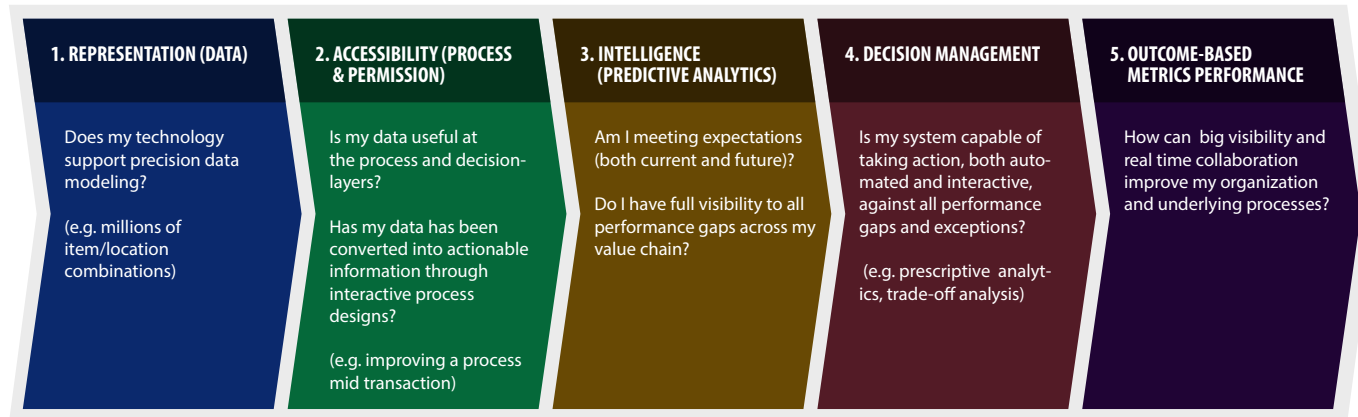 1. REPRESENTATION (DATA)
Does my technology
support precision data
modeling?
(e.g. millions of
item/location
combinations)
2. ACCESSIBILITY (PROCESS
& PERMISSION)
Is my data useful at
the process and decision-
layers?
Has my data has been
converted into actionable
information through
interactive process
designs?
(e.g. improving a process
mid transaction)
3. INTELLIGENCE
(PREDICTIVE ANALYTICS)
Am I meeting expectations
(both current and future)?
Do I have full visibility to all
performance gaps across my
value chain?
4. DECISION MANAGEMENT
Is my system capable of
taking action, both auto-
mated and interactive,
against all performance
gaps and exceptions?
(e.g. prescriptive analyt-
ics, trade-off analysis)
5. OUTCOME-BASED
METRICS PERFORMANCE
How can big visibility and
real time collaboration
improve my organization
and underlying processes?